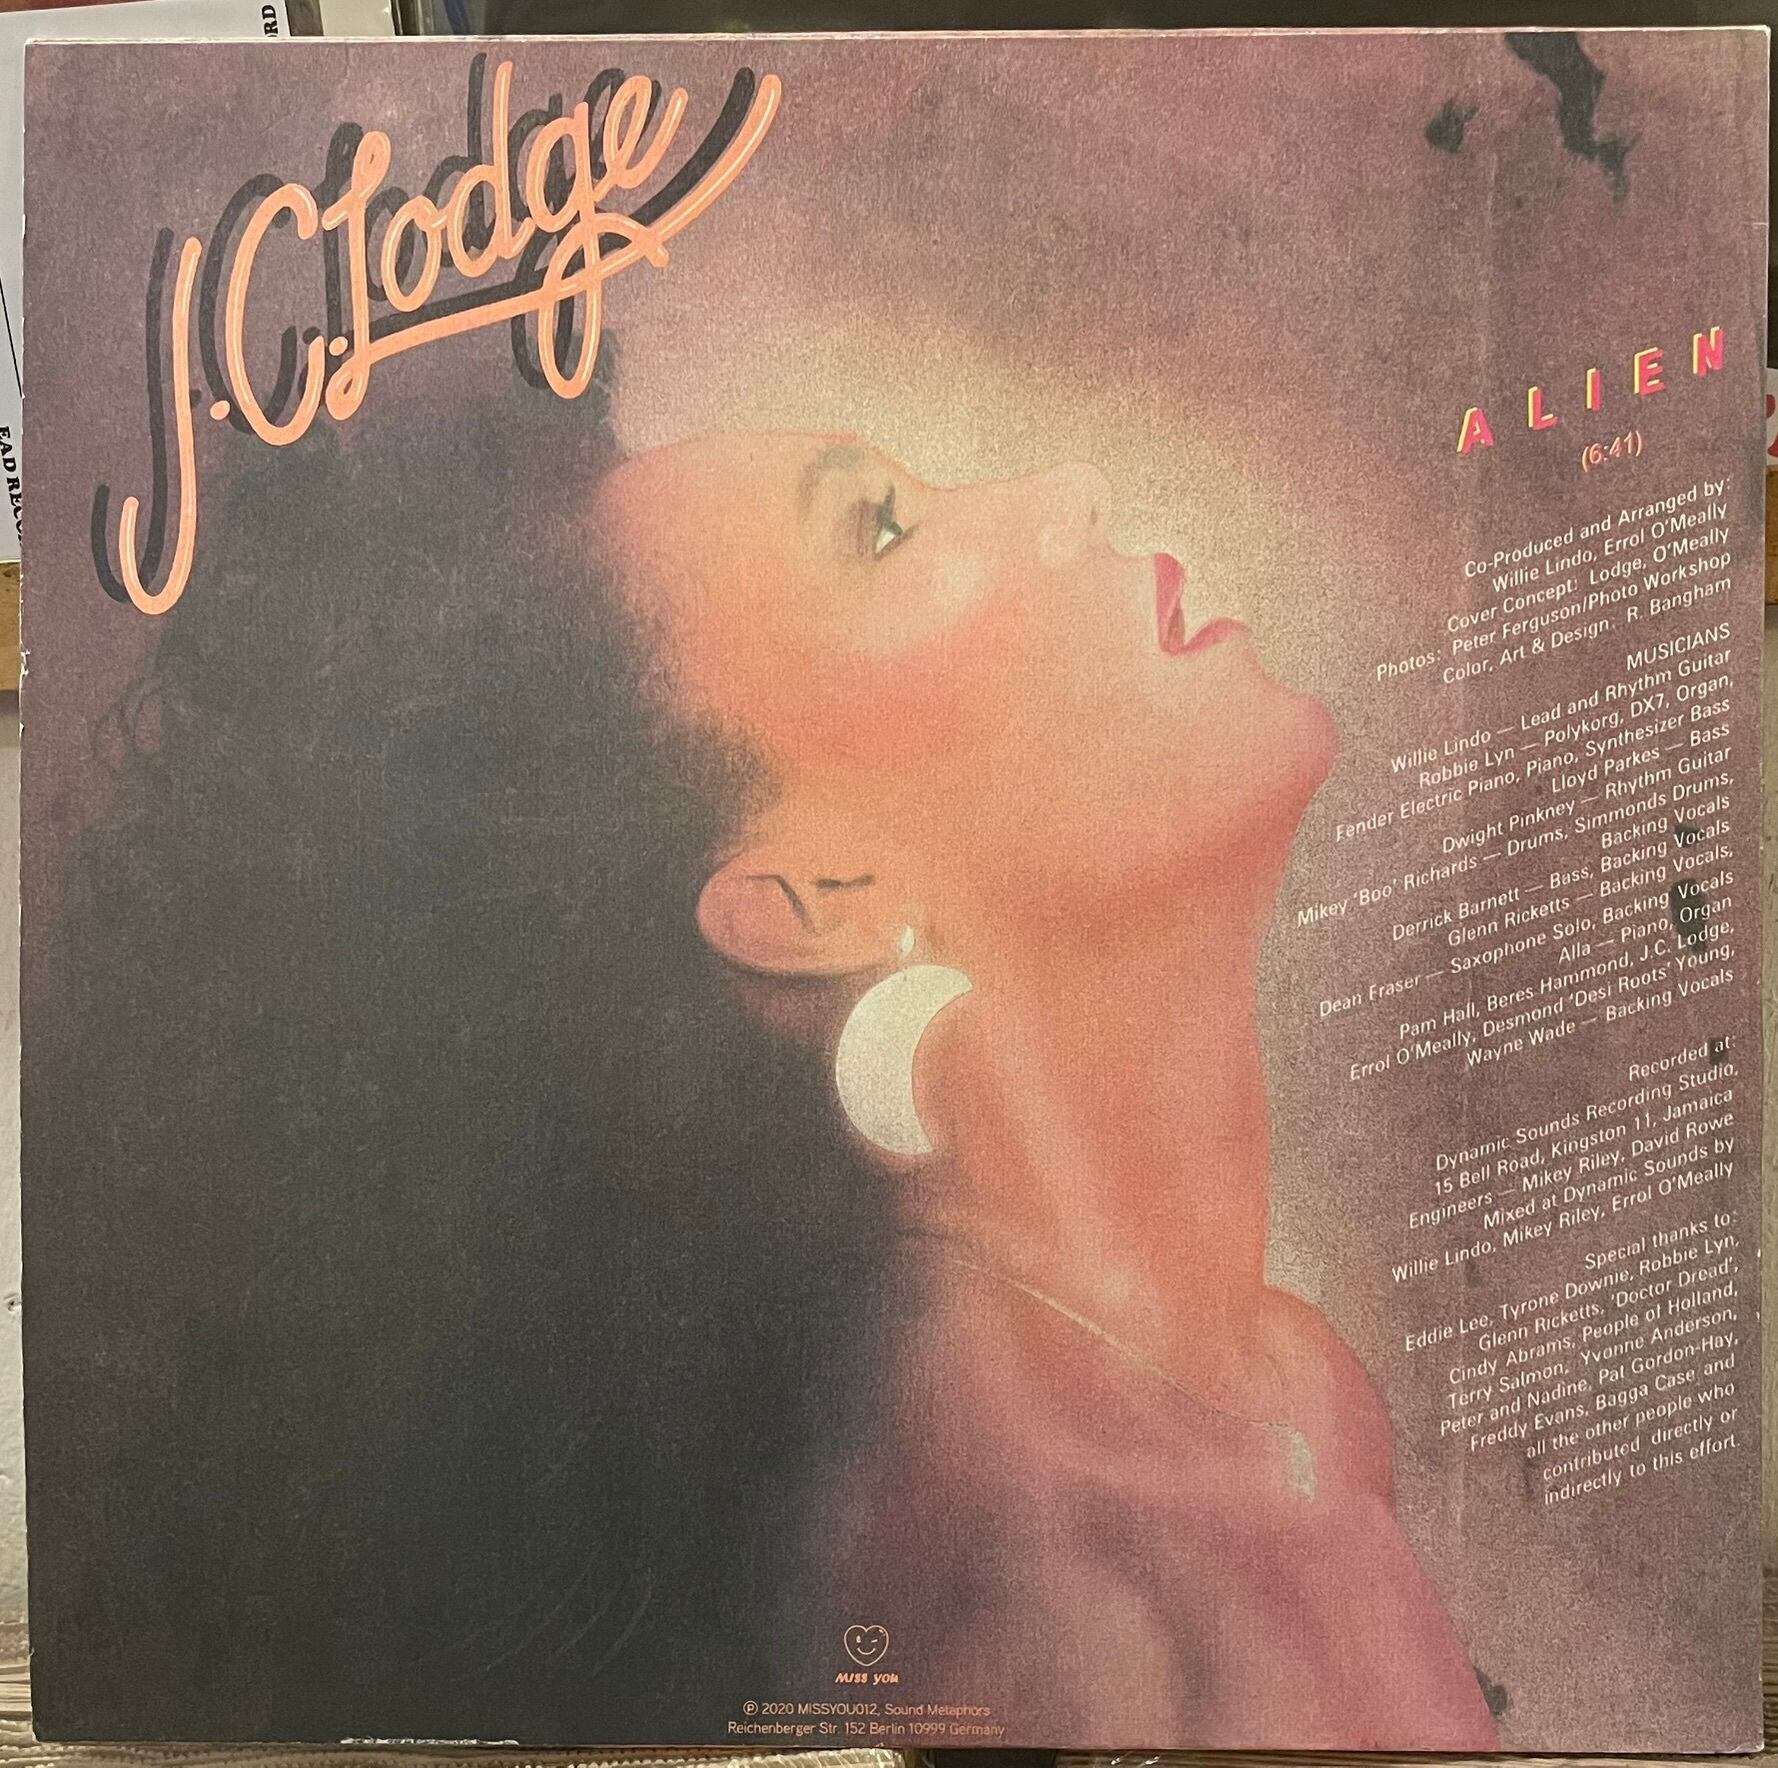 J.C. Lodge
ALIEN
(6:41)
Co-Produced and Arranged by:
Willie Lindo, Errol O'Meally
Cover Concept: Lodge, O'Meally
Photos: Peter Ferguson/Photo Workshop
Color, Art & Design: R. Bangham
MUSICIANS
Willie Lindo — Lead and Rhythm Guitar
Robbie Lyn — Polykorg, DX7, Organ,
Fender Electric Piano, Piano, Synthesizer Bass
Lloyd Parkes — Bass
Dwight Pinkney — Rhythm Guitar
Mikey 'Boo' Richards — Drums, Simmonds Drums,
Backing Vocals
Derrick Barnett — Bass, Backing Vocals
Glenn Ricketts — Backing Vocals,
Dean Fraser — Saxophone Solo, Backing Vocals
Alla — Piano, Organ
Pam Hall, Beres Hammond, J.C. Lodge,
Errol O'Meally, Desmond 'Desi Roots' Young,
Wayne Wade — Backing Vocals
Recorded at:
Dynamic Sounds Recording Studio,
15 Bell Road, Kingston 11, Jamaica
Engineers — Mikey Riley, David Rowe
Mixed at Dynamic Sounds by
Willie Lindo, Mikey Riley, Errol O'Meally
Special thanks to:
Eddie Lee, Tyrone Downie, Robbie Lyn,
Glenn Ricketts, 'Doctor Dread',
Cindy Abrams, People of Holland,
Terry Salmon, Yvonne Anderson,
Peter and Nadine, Pat Gordon-Hay,
Freddy Evans, Bagga Case and
all the other people who
contributed directly or
indirectly to this effort.
MISS YOU
℗ 2020 MISSYOU012, Sound Metaphors
Reichenberger Str. 152 Berlin 10999 Germany